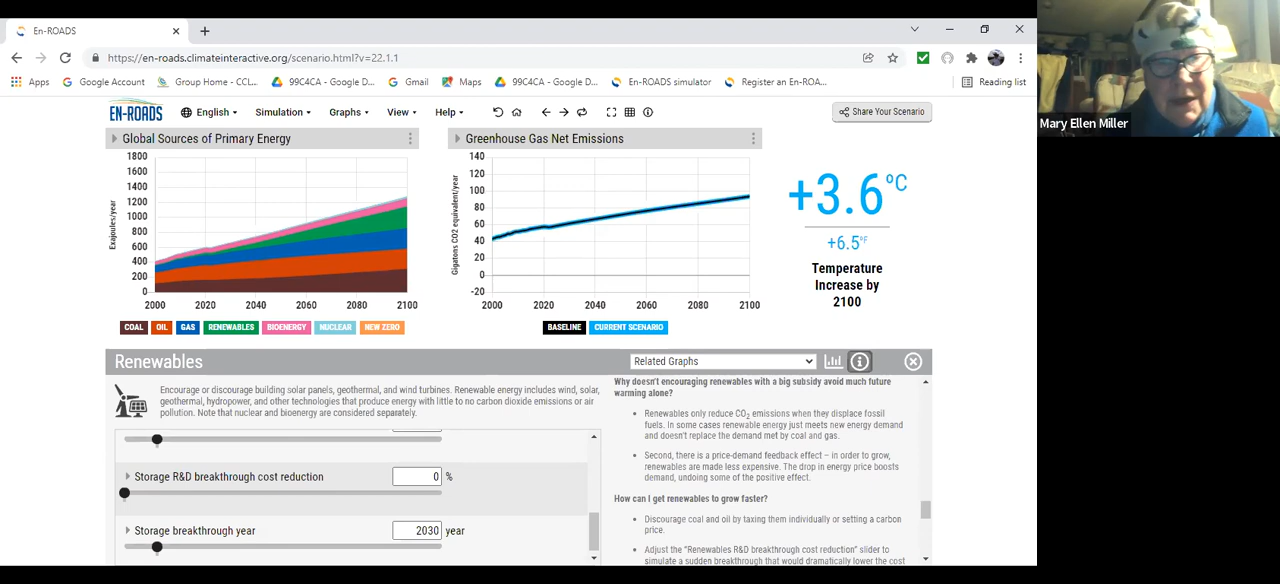 En-ROADS
https://en-roads.climateinteractive.org/scenario.html?v=22.1.1
Apps Google Account Group Home - CCL... 99C4CA - Google D... Gmail Maps 99C4CA - Google D... En-ROADS simulator Register an En-ROA... Reading list
EN-ROADS English Simulation Graphs View Help Share Your Scenario
Global Sources of Primary Energy
1800
1600
1400
1200
1000
800
600
400
200
0
Exajoules/year
2000 2020 2040 2060 2080 2100
COAL OIL GAS RENEWABLES BIOENERGY NUCLEAR NEW ZERO
Greenhouse Gas Net Emissions
140
120
100
80
60
40
20
0
-20
Gigatons CO2 equivalent/year
2000 2020 2040 2060 2080 2100
BASELINE CURRENT SCENARIO
+3.6 °C
+6.5°F
Temperature
Increase by
2100
Mary Ellen Miller
Renewables
Related Graphs
Encourage or discourage building solar panels, geothermal, and wind turbines. Renewable energy includes wind, solar,
geothermal, hydropower, and other technologies that produce energy with little to no carbon dioxide emissions or air
pollution. Note that nuclear and bioenergy are considered separately.
Storage R&D breakthrough cost reduction 0 %
Storage breakthrough year 2030 year
Why doesn't encouraging renewables with a big subsidy avoid much future
warming alone?
• Renewables only reduce CO2 emissions when they displace fossil
fuels. In some cases renewable energy just meets new energy demand
and doesn't replace the demand met by coal and gas.
• Second, there is a price-demand feedback effect – in order to grow,
renewables are made less expensive. The drop in energy price boosts
demand, undoing some of the positive effect.
How can I get renewables to grow faster?
• Discourage coal and oil by taxing them individually or setting a carbon
price.
• Adjust the "Renewables R&D breakthrough cost reduction" slider to
simulate a sudden breakthrough that would dramatically lower the cost